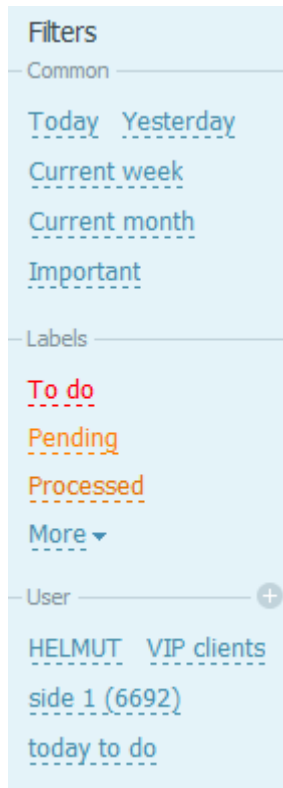 Filters
Common
Today Yesterday
Current week
Current month
Important
Labels
To do
Pending
Processed
More
User
HELMUT VIP clients
side 1 (6692)
today to do